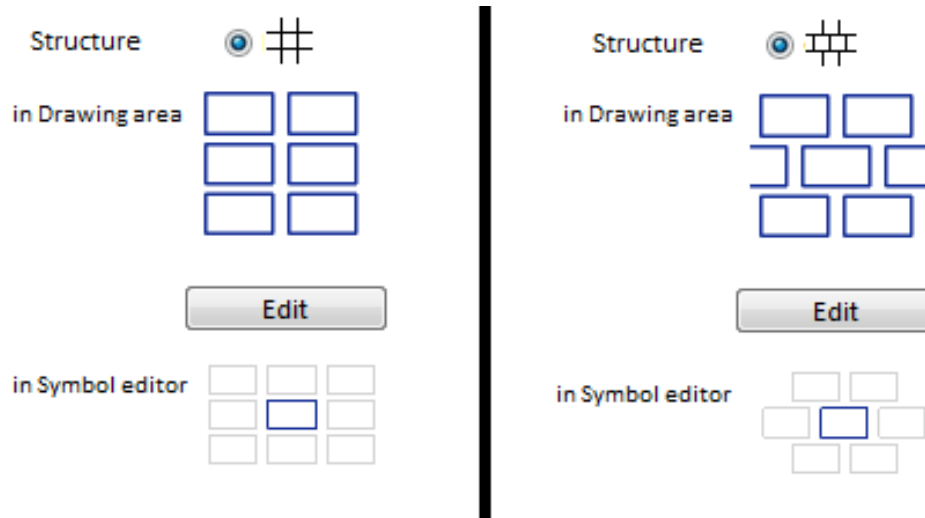 Structure
in Drawing area
Edit
in Symbol editor
Structure
in Drawing area
Edit
in Symbol editor